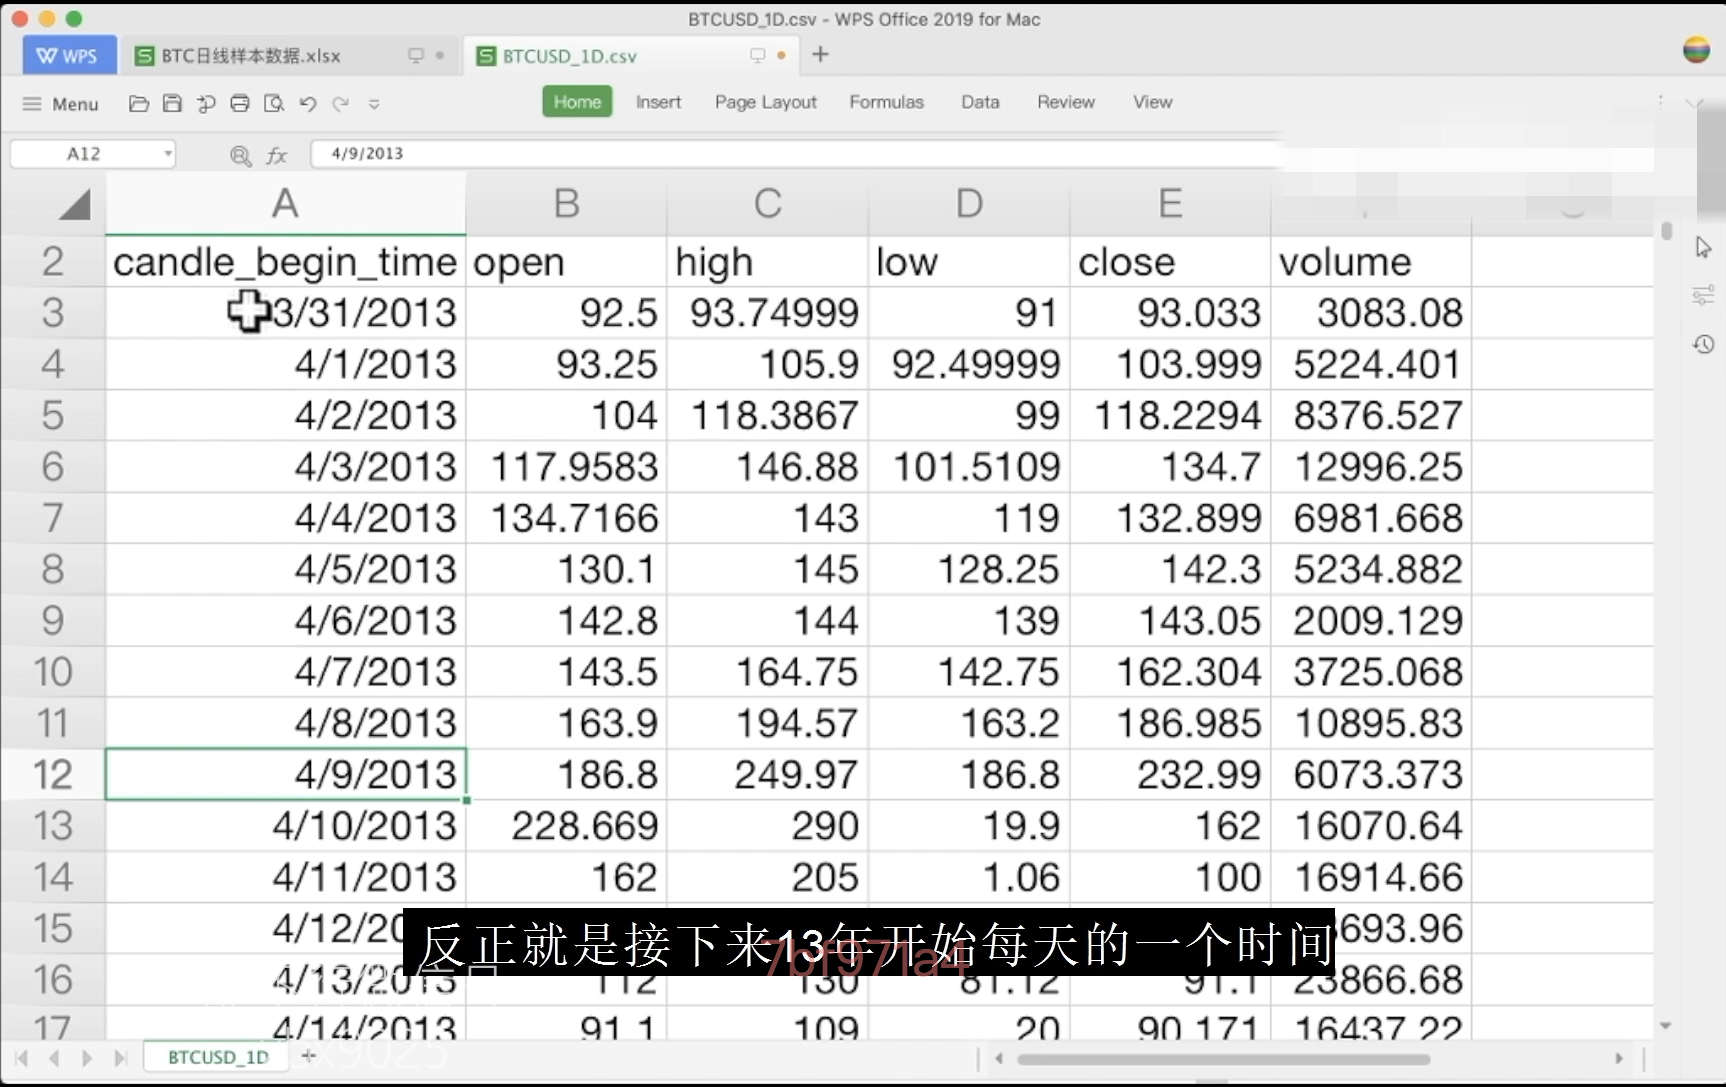 BTCUSD_1D.csv - WPS Office 2019 for Mac
WPS BTC日线样本数据.xlsx BTCUSD_1D.csv +
Menu Home Insert Page Layout Formulas Data Review View
A12 fx 4/9/2013
A B C D E
2 candle_begin_time open high low close volume
3 3/31/2013 92.5 93.74999 91 93.033 3083.08
4 4/1/2013 93.25 105.9 92.49999 103.999 5224.401
5 4/2/2013 104 118.3867 99 118.2294 8376.527
6 4/3/2013 117.9583 146.88 101.5109 134.7 12996.25
7 4/4/2013 134.7166 143 119 132.899 6981.668
8 4/5/2013 130.1 145 128.25 142.3 5234.882
9 4/6/2013 142.8 144 139 143.05 2009.129
10 4/7/2013 143.5 164.75 142.75 162.304 3725.068
11 4/8/2013 163.9 194.57 163.2 186.985 10895.83
12 4/9/2013 186.8 249.97 186.8 232.99 6073.373
13 4/10/2013 228.669 290 19.9 162 16070.64
14 4/11/2013 162 205 1.06 100 16914.66
15 4/12/20 693.96
反正就是接下来13年开始每天的一个时间
7bf971a4
16 4/13/2013 112 130 81.12 91.1 23866.68
17 4/14/2013 91.1 109 20 90.171 16437.22
BTCUSD_1D +